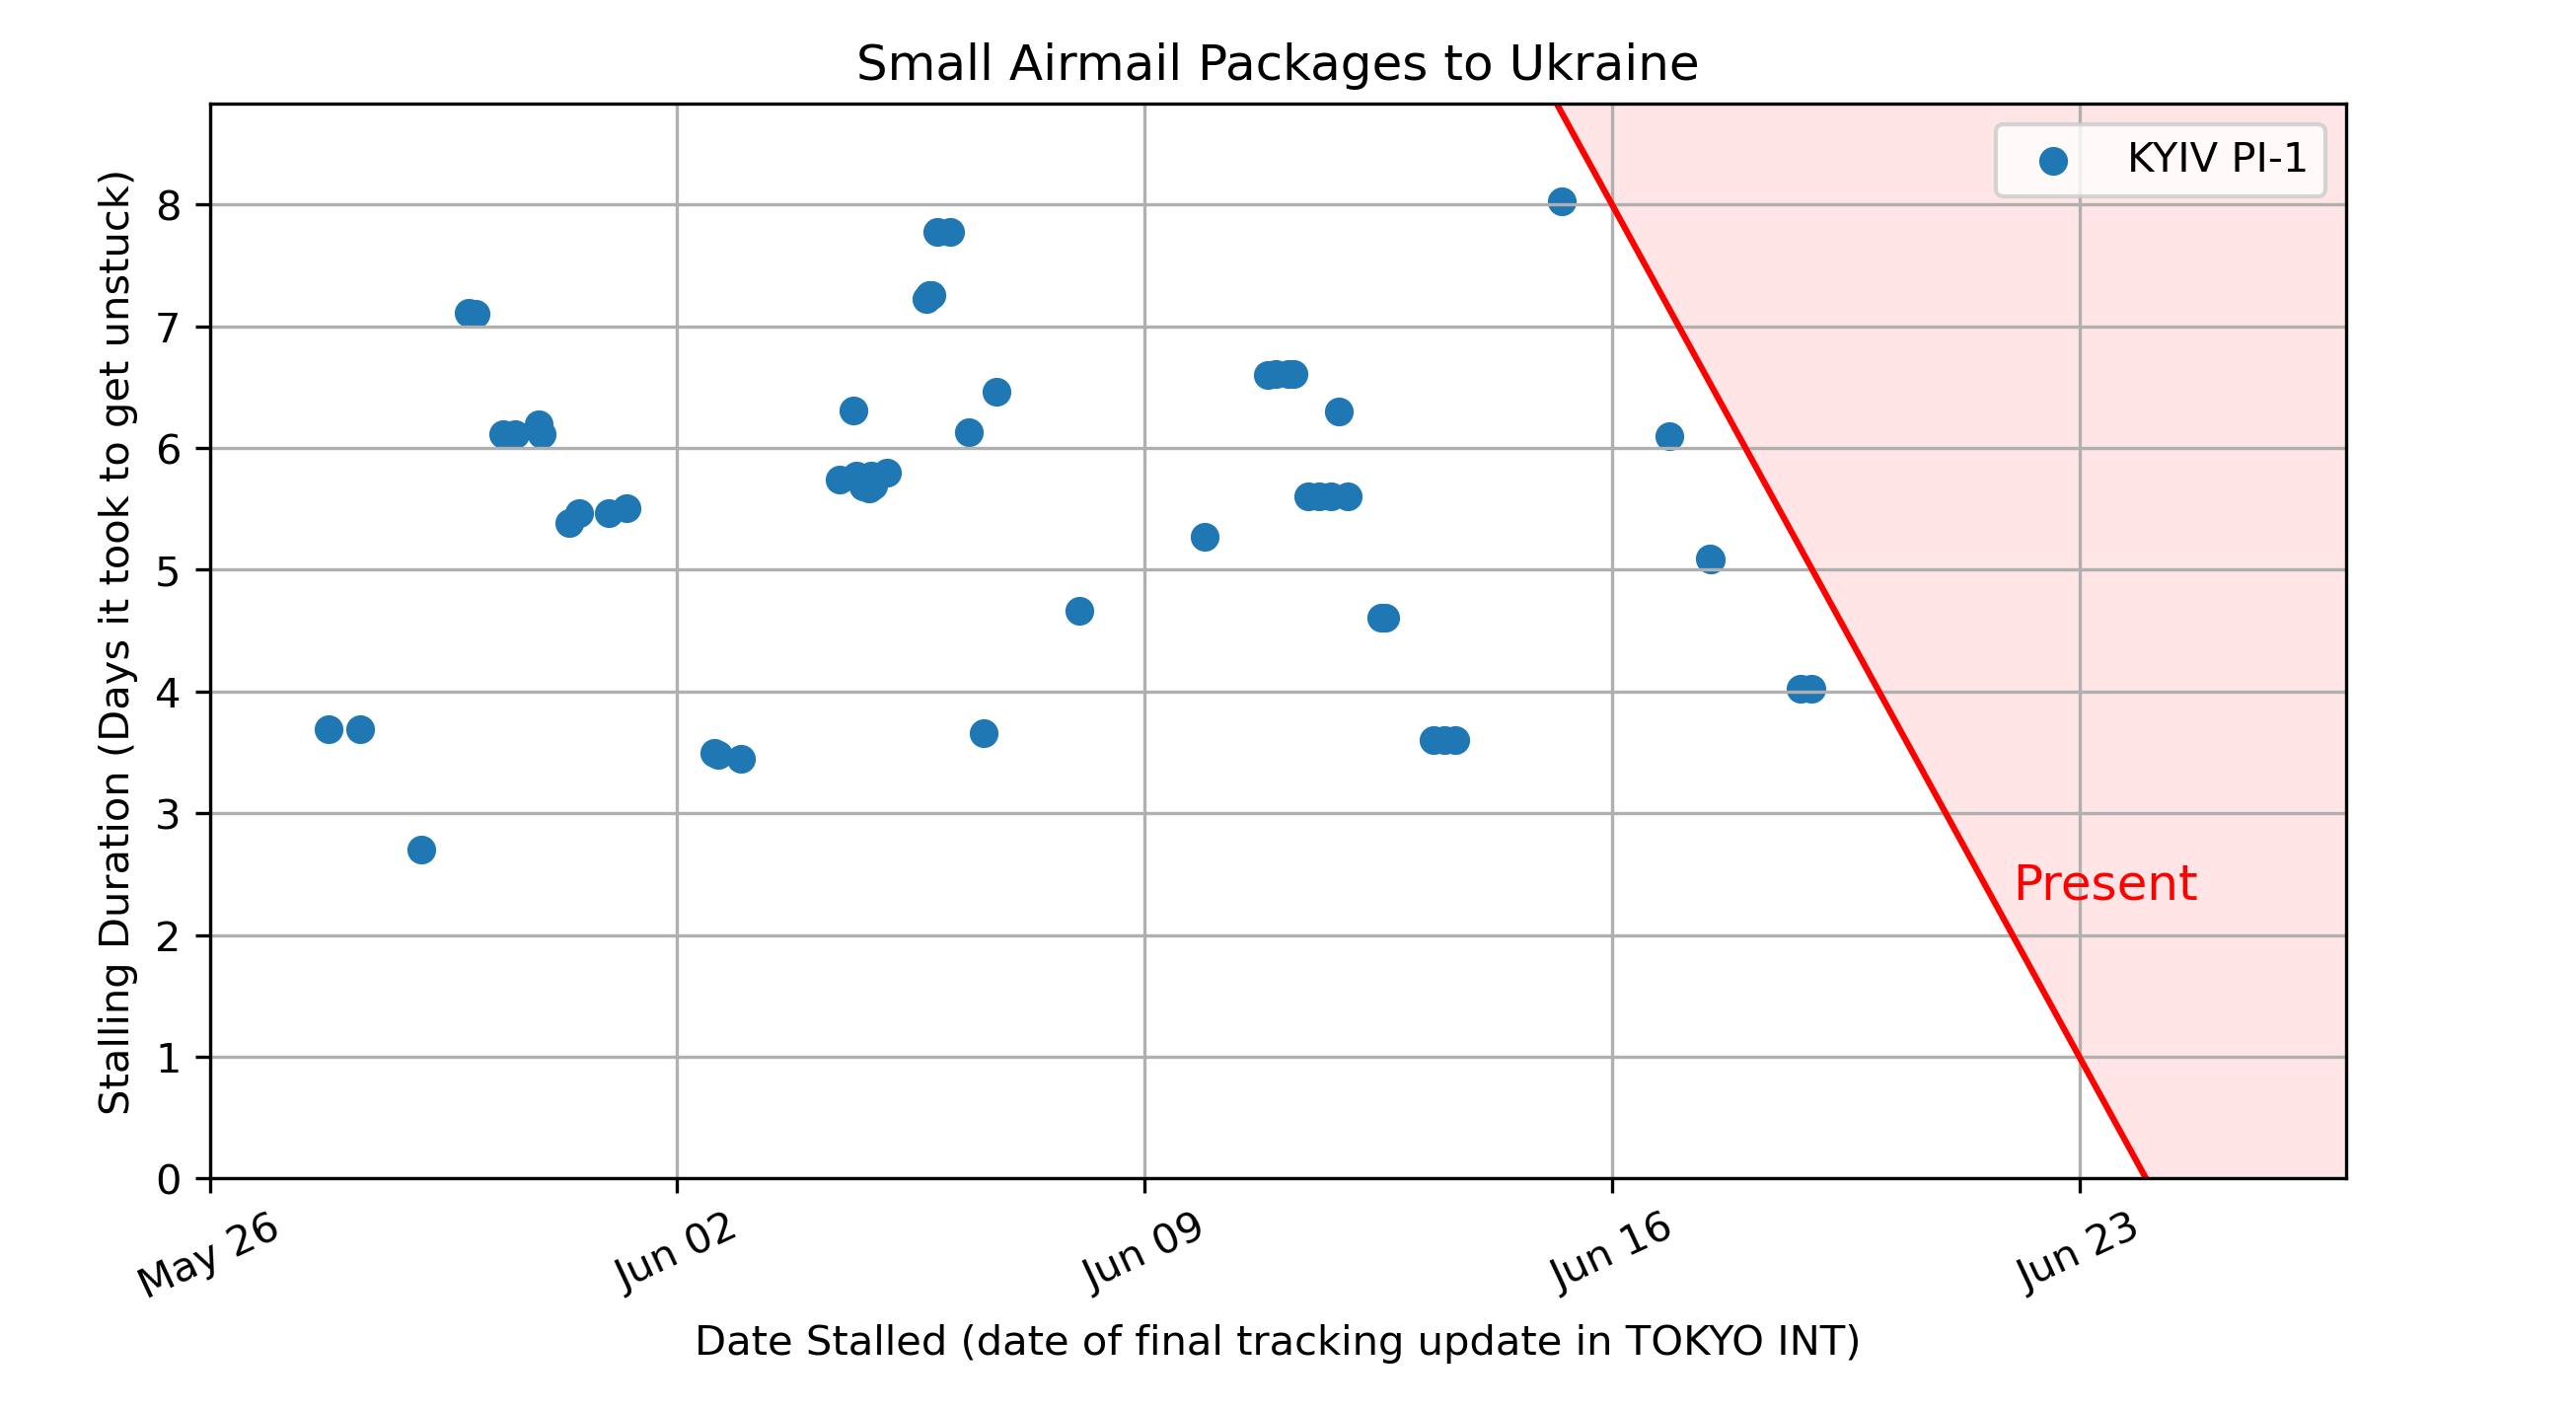 Small Airmail Packages to Ukraine
KYIV PI-1
Stalling Duration (Days it took to get unstuck)
8
7
6
5
4
3
2
1
0
Present
May 26
Jun 02
Jun 09
Jun 16
Jun 23
Date Stalled (date of final tracking update in TOKYO INT)